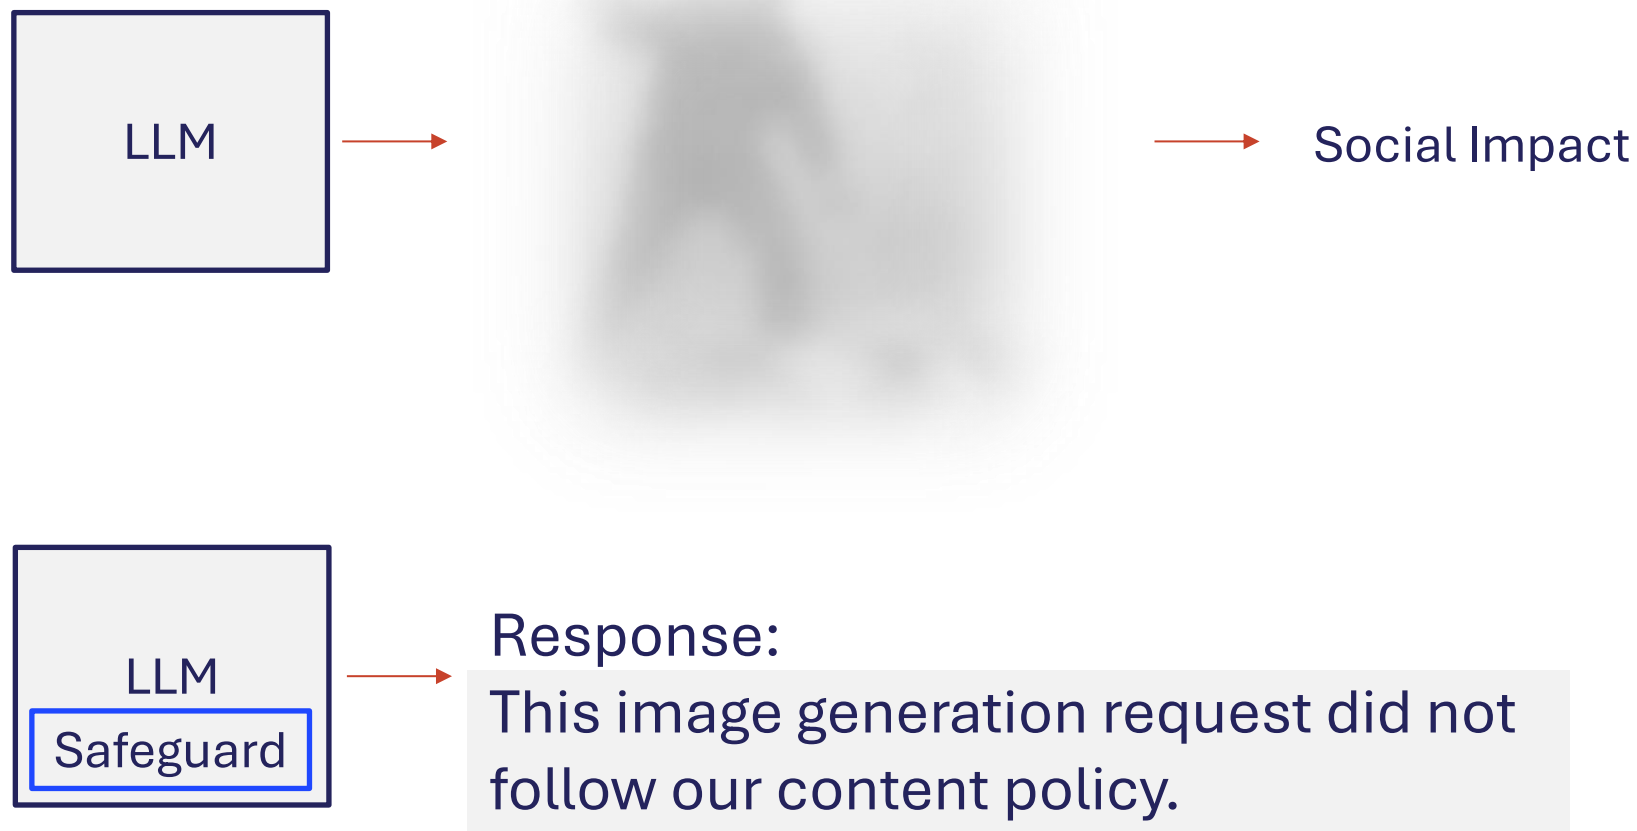 LLM
Social Impact
LLM
Safeguard
Response:
This image generation request did not
follow our content policy.